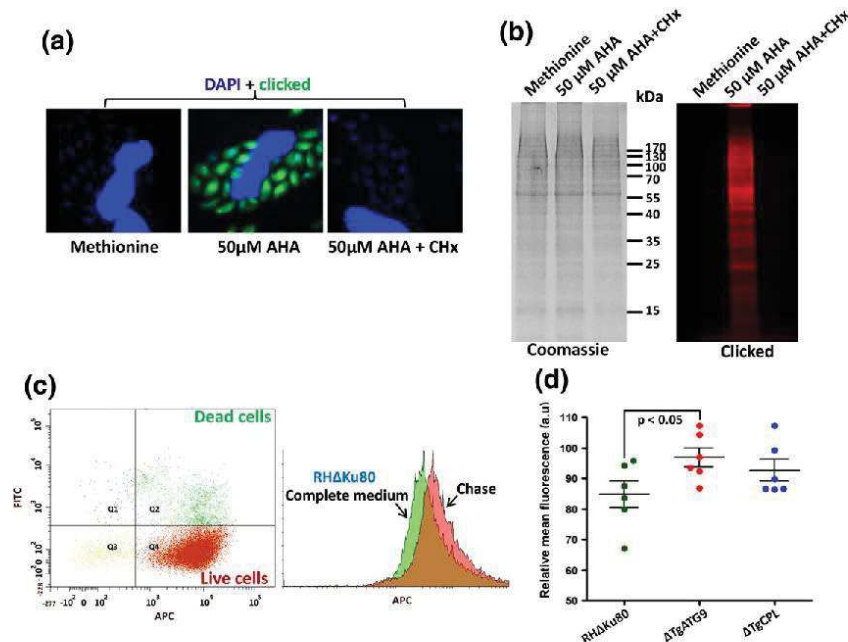 (a)
DAPI + clicked
Methionine
50μM AHA
50μM AHA + CHx
(b)
Methionine
50 μM AHA
50 μM AHA+CHx
kDa
170
130
100
70
55
40
35
25
15
Coomassie
Methionine
50 μM AHA
50 μM AHA+CHx
Clicked
(c)
Dead cells
Q1
Q2
Q3
Q4
Live cells
FITC
APC
RHΔKu80
Complete medium
Chase
APC
(d)
p < 0.05
Relative mean fluorescence (a.u)
110
100
90
80
70
60
50
RHΔKu80
ΔTgATG9
ΔTgCPL